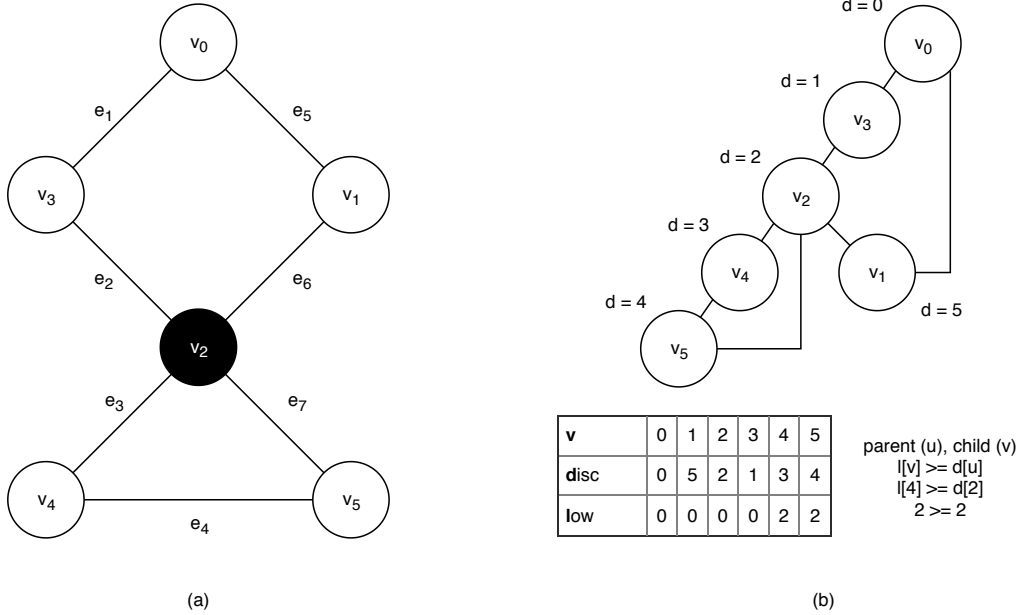 v0
e1
e5
v3
v1
e2
e6
v2
e3
e7
v4
v5
e4
(a)
d = 0
v0
d = 1
v3
d = 2
v2
d = 3
v4
v1
d = 4
d = 5
v5
v 0 1 2 3 4 5
disc 0 5 2 1 3 4
low 0 0 0 0 2 2
parent (u), child (v)
l[v] >= d[u]
l[4] >= d[2]
2 >= 2
(b)